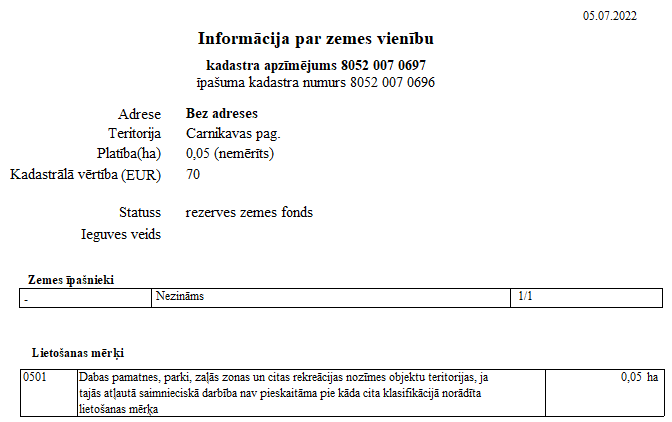 05.07.2022
Informācija par zemes vienību
kadastra apzīmējums 8052 007 0697
īpašuma kadastra numurs 8052 007 0696
Adrese Bez adreses
Teritorija Carnikavas pag.
Platība(ha) 0,05 (nemērīts)
Kadastrālā vērtība (EUR) 70
Statuss rezerves zemes fonds
Ieguves veids
Zemes īpašnieki
- Nezināms 1/1
Lietošanas mērķi
0501 Dabas pamatnes, parki, zaļās zonas un citas rekreācijas nozīmes objektu teritorijas, ja 0,05 ha
tajās atļautā saimnieciskā darbība nav pieskaitāma pie kāda cita klasifikācijā norādīta
lietošanas mērķa